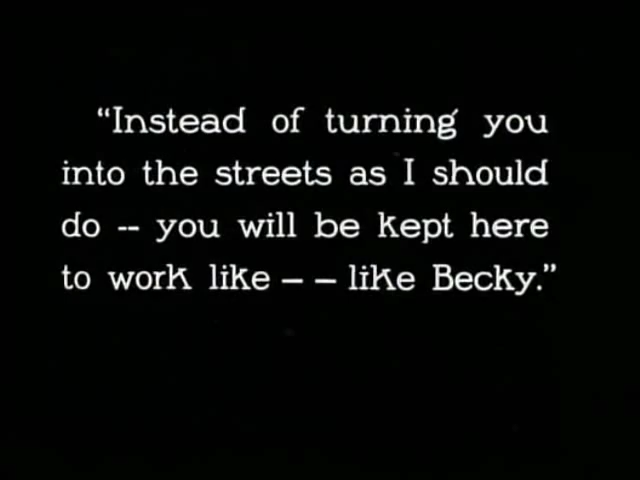 “Instead of turning you
into the streets as I should
do -- you will be kept here
to work like – – like Becky.”